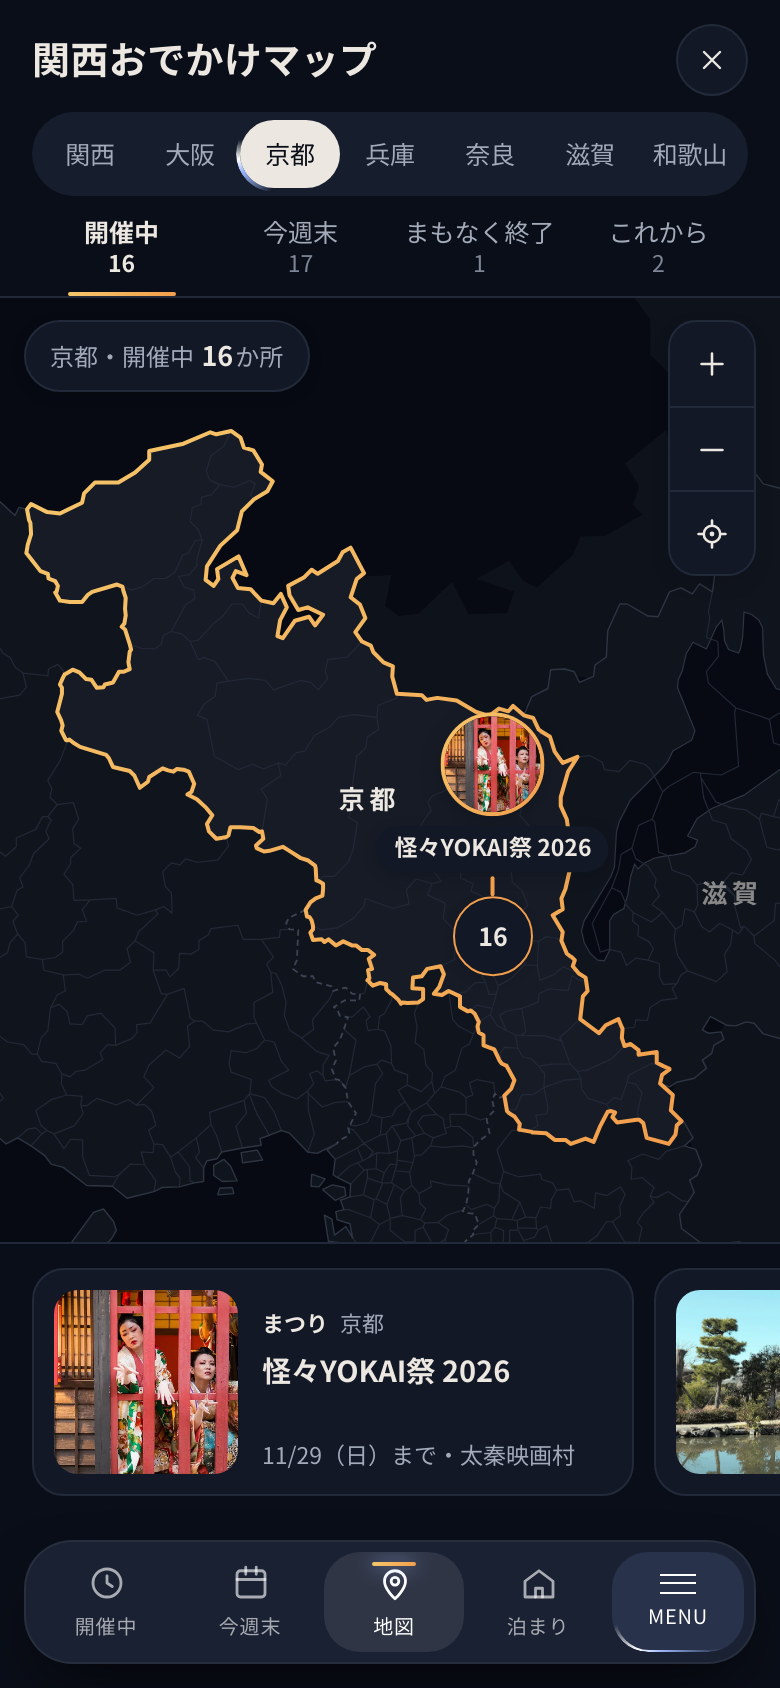 関西おでかけマップ
関西 大阪 京都 兵庫 奈良 滋賀 和歌山
開催中 今週末 まもなく終了 これから
16 17 1 2
京都・開催中 16か所
京都
怪々YOKAI祭 2026
滋賀
16
まつり 京都
怪々YOKAI祭 2026
11/29（日）まで・太秦映画村
開催中 今週末 地図 泊まり MENU